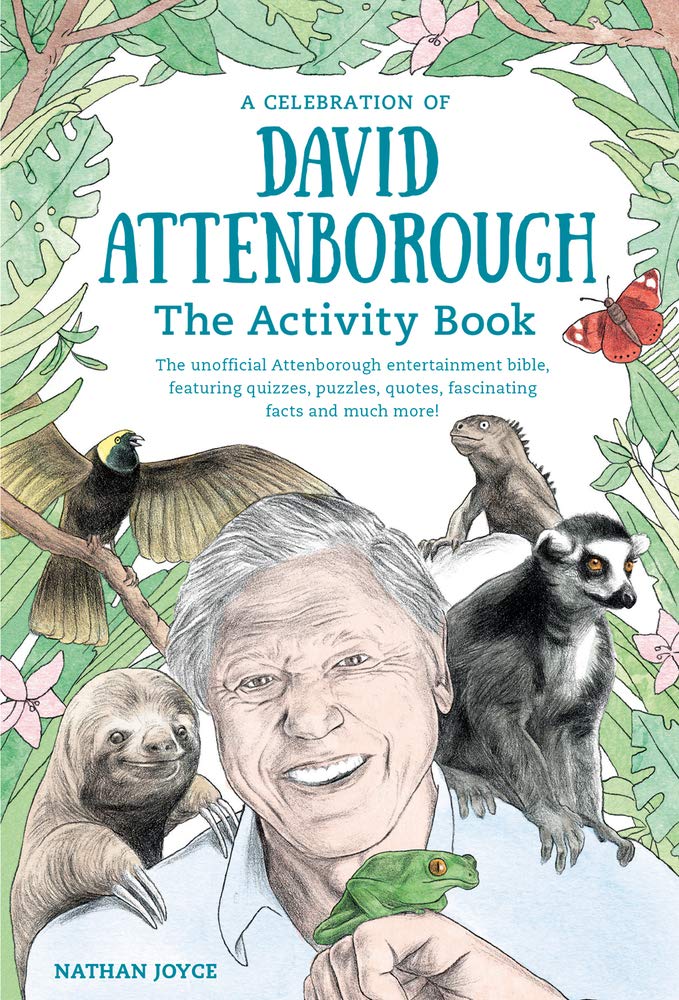 A CELEBRATION OF
DAVID
ATTENBOROUGH
The Activity Book
The unofficial Attenborough entertainment bible,
featuring quizzes, puzzles, quotes, fascinating
facts and much more!
NATHAN JOYCE